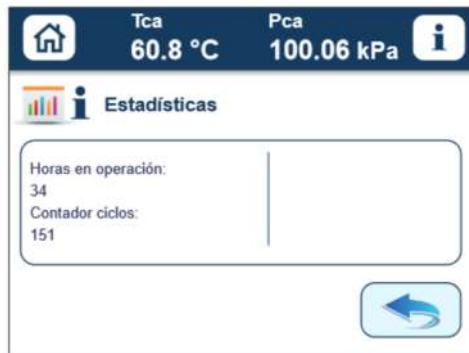 Tca Pca
60.8 °C 100.06 kPa i
i Estadísticas
Horas en operación:
34
Contador ciclos:
151